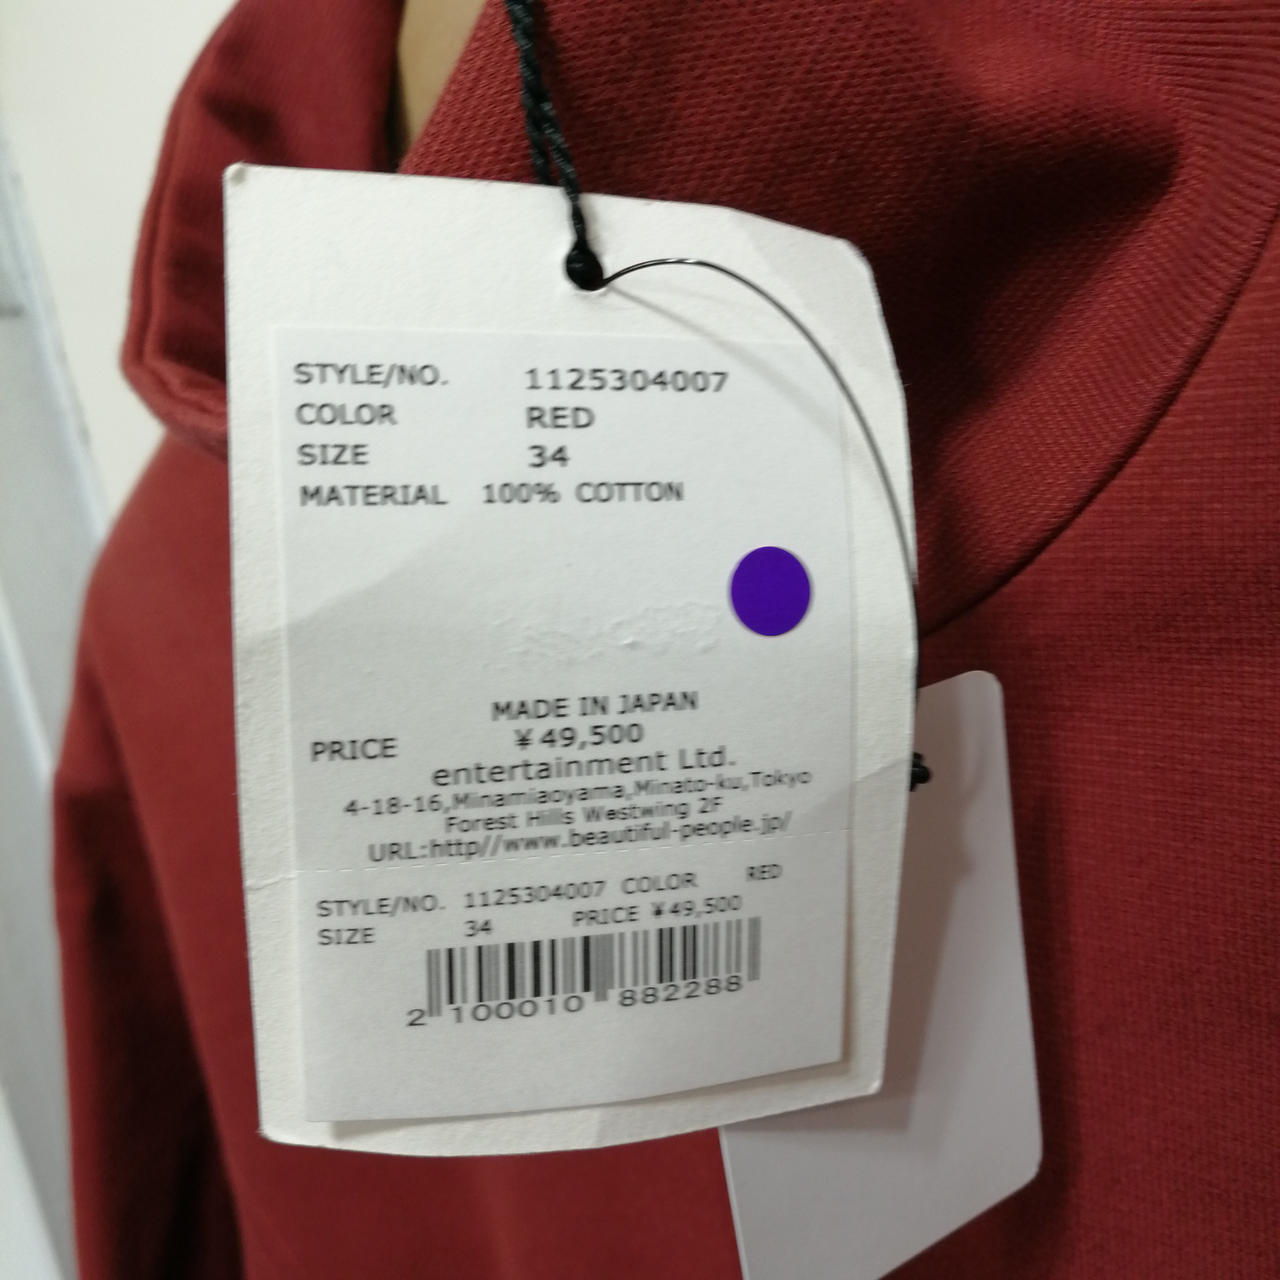 STYLE/NO. 1125304007
COLOR RED
SIZE 34
MATERIAL 100% COTTON
MADE IN JAPAN
PRICE ¥49,500
entertainment Ltd.
4-18-16,Minamiaoyama,Minato-ku,Tokyo
Forest Hills Westwing 2F
URL:http//www.beautiful-people.jp/
STYLE/NO. 1125304007 COLOR RED
SIZE 34 PRICE ¥49,500
2 100010 882288